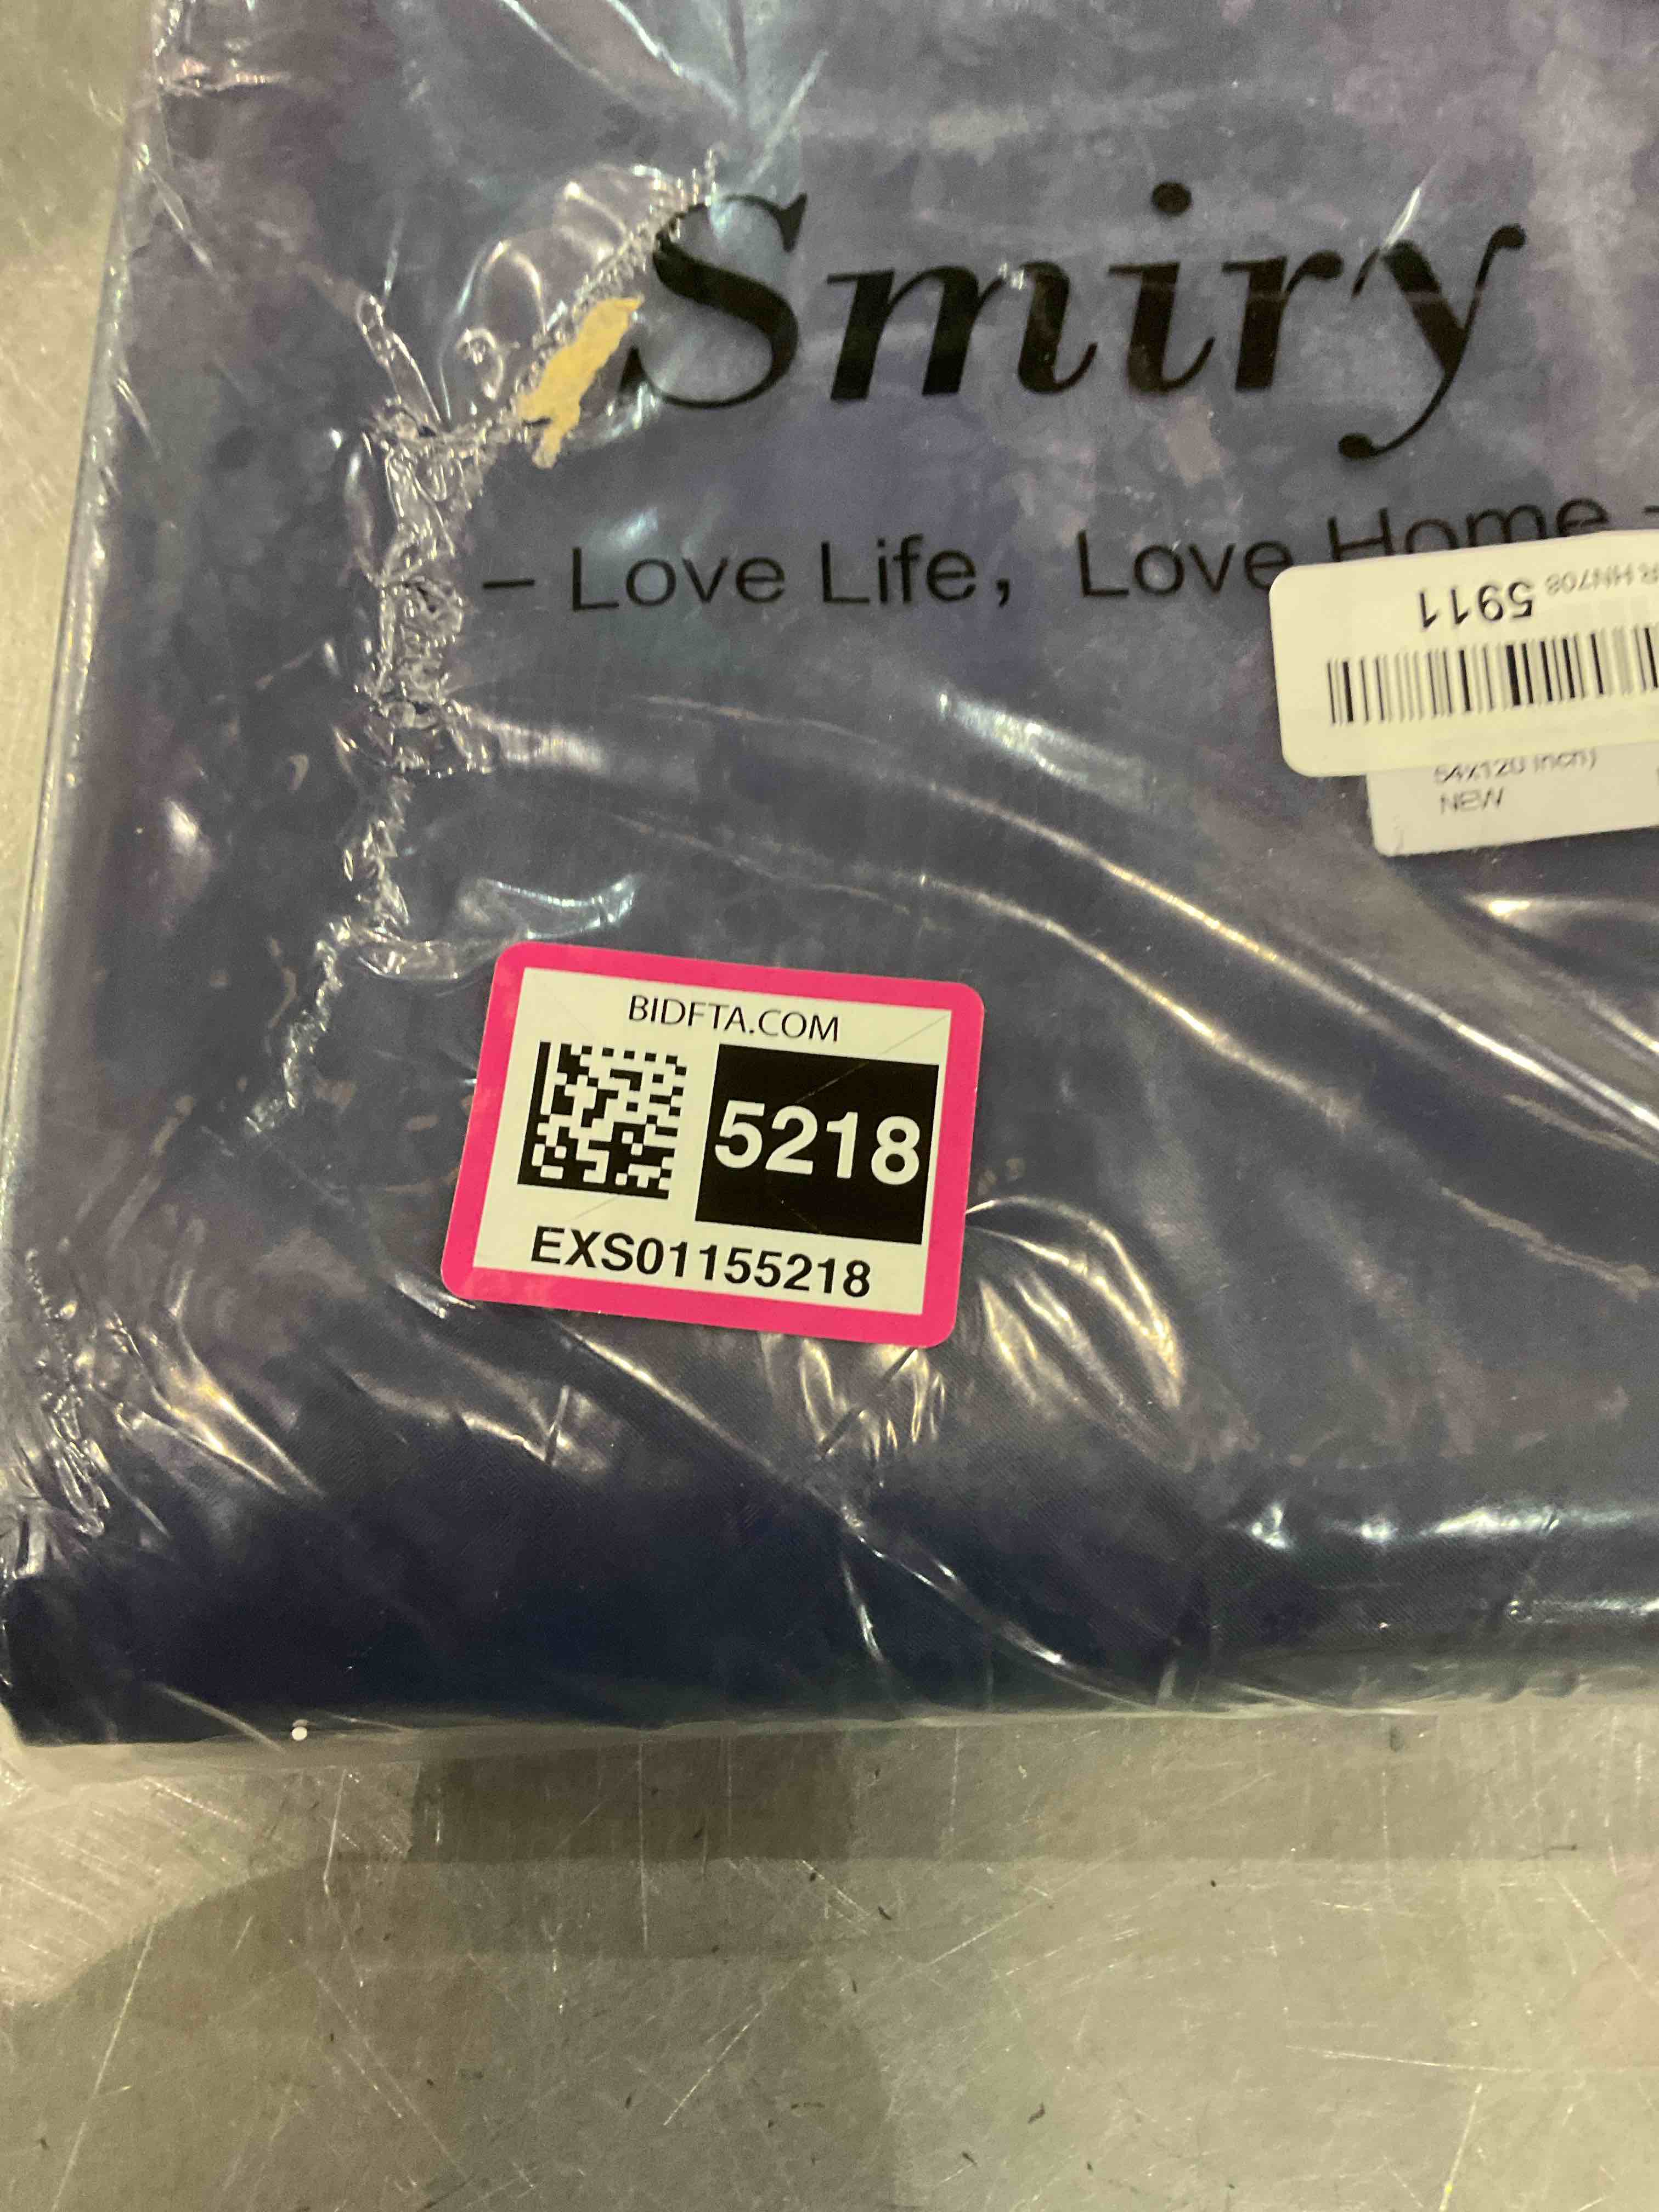 Smiry
– Love Life, Love Home -
5911
54x120 inch)
NEW
BIDFTA.COM
5218
EXS01155218